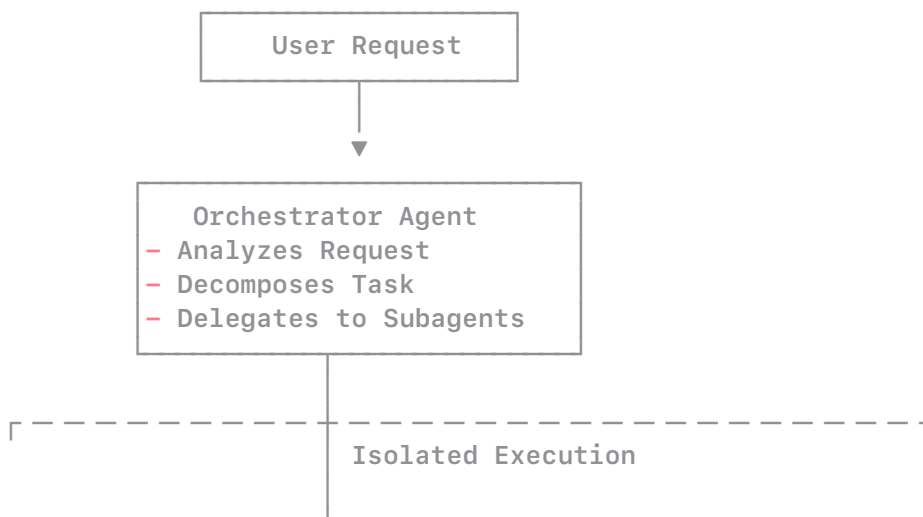 User Request
Orchestrator Agent
- Analyzes Request
- Decomposes Task
- Delegates to Subagents
Isolated Execution